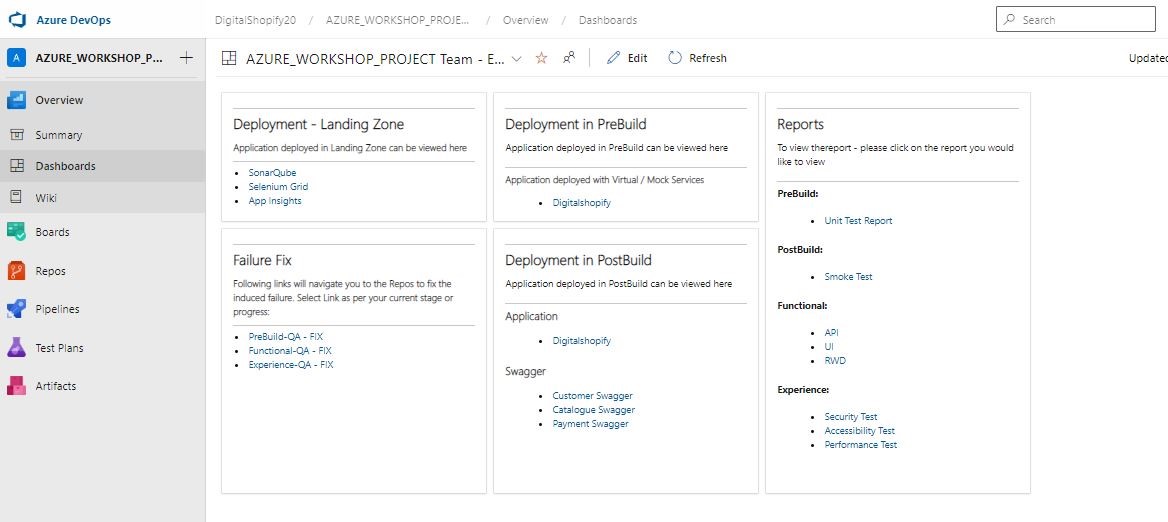 Azure DevOps
DigitalShopify20 / AZURE_WORKSHOP_PROJE... / Overview / Dashboards
Search
A AZURE_WORKSHOP_P... +
AZURE_WORKSHOP_PROJECT Team - E...
Edit
Refresh
Updated
Overview
Summary
Dashboards
Wiki
Boards
Repos
Pipelines
Test Plans
Artifacts
Deployment - Landing Zone
Application deployed in Landing Zone can be viewed here
• SonarQube
• Selenium Grid
• App Insights
Deployment in PreBuild
Application deployed in PreBuild can be viewed here
Application deployed with Virtual / Mock Services
• Digitalshopify
Reports
To view thereport - please click on the report you would
like to view
PreBuild:
• Unit Test Report
PostBuild:
• Smoke Test
Functional:
• API
• UI
• RWD
Experience:
• Security Test
• Accessibility Test
• Performance Test
Failure Fix
Following links will navigate you to the Repos to fix the
induced failure. Select Link as per your current stage or
progress:
• PreBuild-QA - FIX
• Functional-QA - FIX
• Experience-QA - FIX
Deployment in PostBuild
Application deployed in PostBuild can be viewed here
Application
• Digitalshopify
Swagger
• Customer Swagger
• Catalogue Swagger
• Payment Swagger